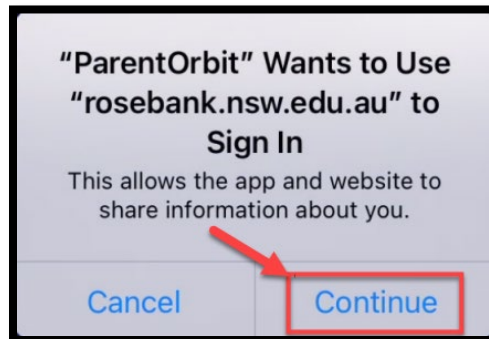 “ParentOrbit” Wants to Use
“rosebank.nsw.edu.au” to
Sign In
This allows the app and website to
share information about you.
Cancel
Continue